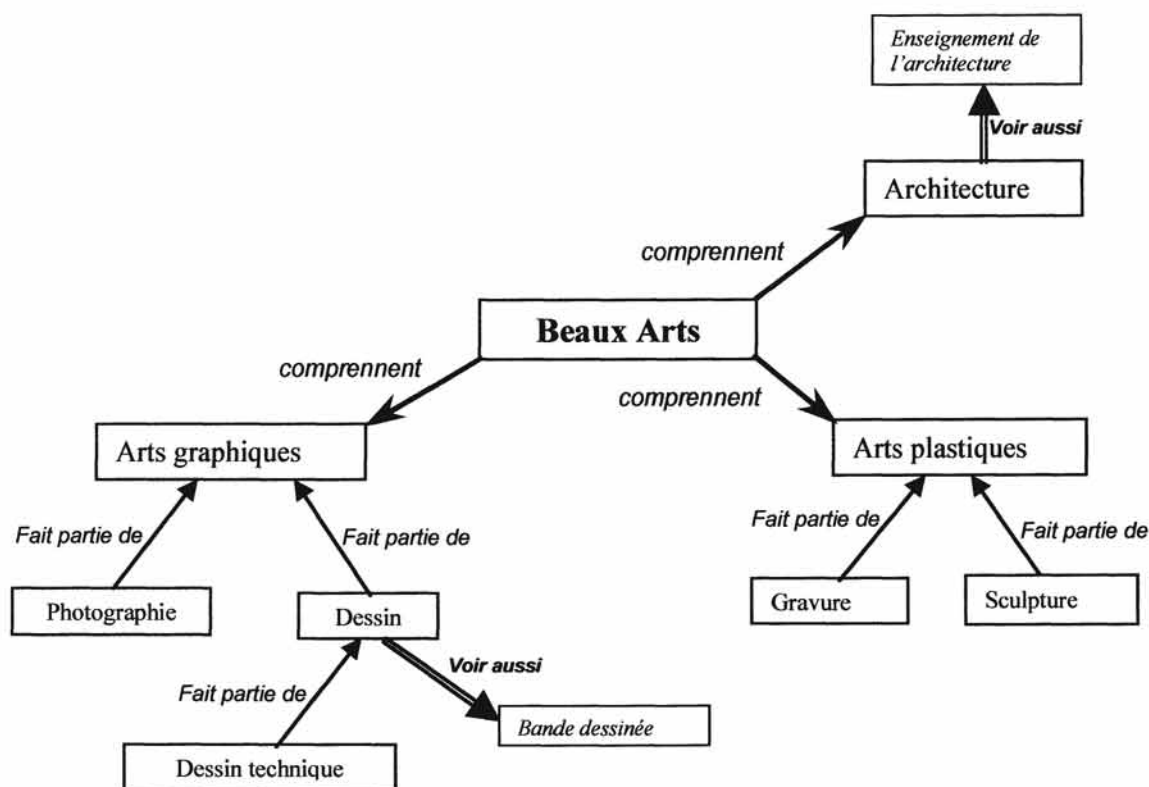 Enseignement de
l'architecture
Voir aussi
Architecture
comprennent
Beaux Arts
comprennent
comprennent
Arts graphiques
Arts plastiques
Fait partie de
Fait partie de
Fait partie de
Fait partie de
Photographie
Dessin
Gravure
Sculpture
Voir aussi
Fait partie de
Bande dessinée
Dessin technique